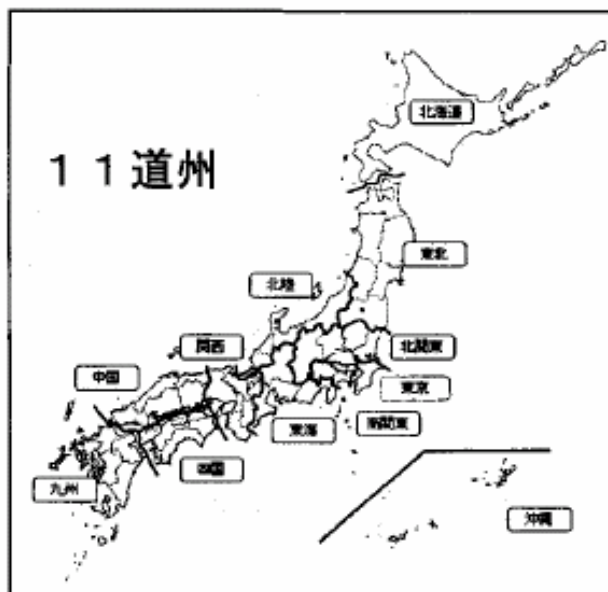 11道州
北海道
東北
北陸
関西
北関東
中国
東京
東海
南関東
四国
九州
沖縄